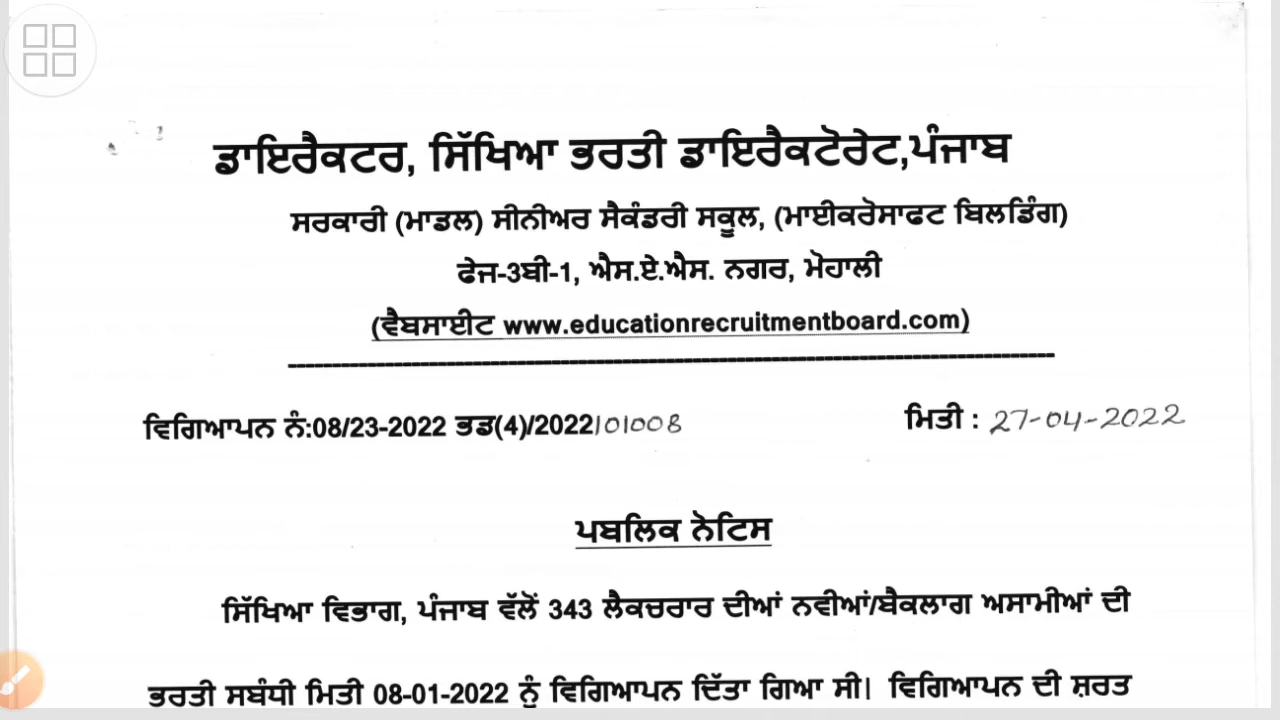 ਡਾਇਰੈਕਟਰ, ਸਿੱਖਿਆ ਭਰਤੀ ਡਾਇਰੈਕਟੋਰੇਟ,ਪੰਜਾਬ
ਸਰਕਾਰੀ (ਮਾਡਲ) ਸੀਨੀਅਰ ਸੈਕੰਡਰੀ ਸਕੂਲ, (ਮਾਈਕਰੋਸਾਫਟ ਬਿਲਡਿੰਗ)
ਫੇਜ-3ਬੀ-1, ਐਸ.ਏ.ਐਸ. ਨਗਰ, ਮੋਹਾਲੀ
(ਵੈਬਸਾਈਟ www.educationrecruitmentboard.com)
ਵਿਗਿਆਪਨ ਨੰ:08/23-2022 ਭਡ(4)/2022/01008 ਮਿਤੀ : 27-04-2022
ਪਬਲਿਕ ਨੋਟਿਸ
ਸਿੱਖਿਆ ਵਿਭਾਗ, ਪੰਜਾਬ ਵੱਲੋਂ 343 ਲੈਕਚਰਾਰ ਦੀਆਂ ਨਵੀਆਂ/ਬੈਕਲਾਗ ਅਸਾਮੀਆਂ ਦੀ
ਭਰਤੀ ਸਬੰਧੀ ਮਿਤੀ 08-01-2022 ਨੂੰ ਵਿਗਿਆਪਨ ਦਿੱਤਾ ਗਿਆ ਸੀ। ਵਿਗਿਆਪਨ ਦੀ ਸ਼ਰਤ